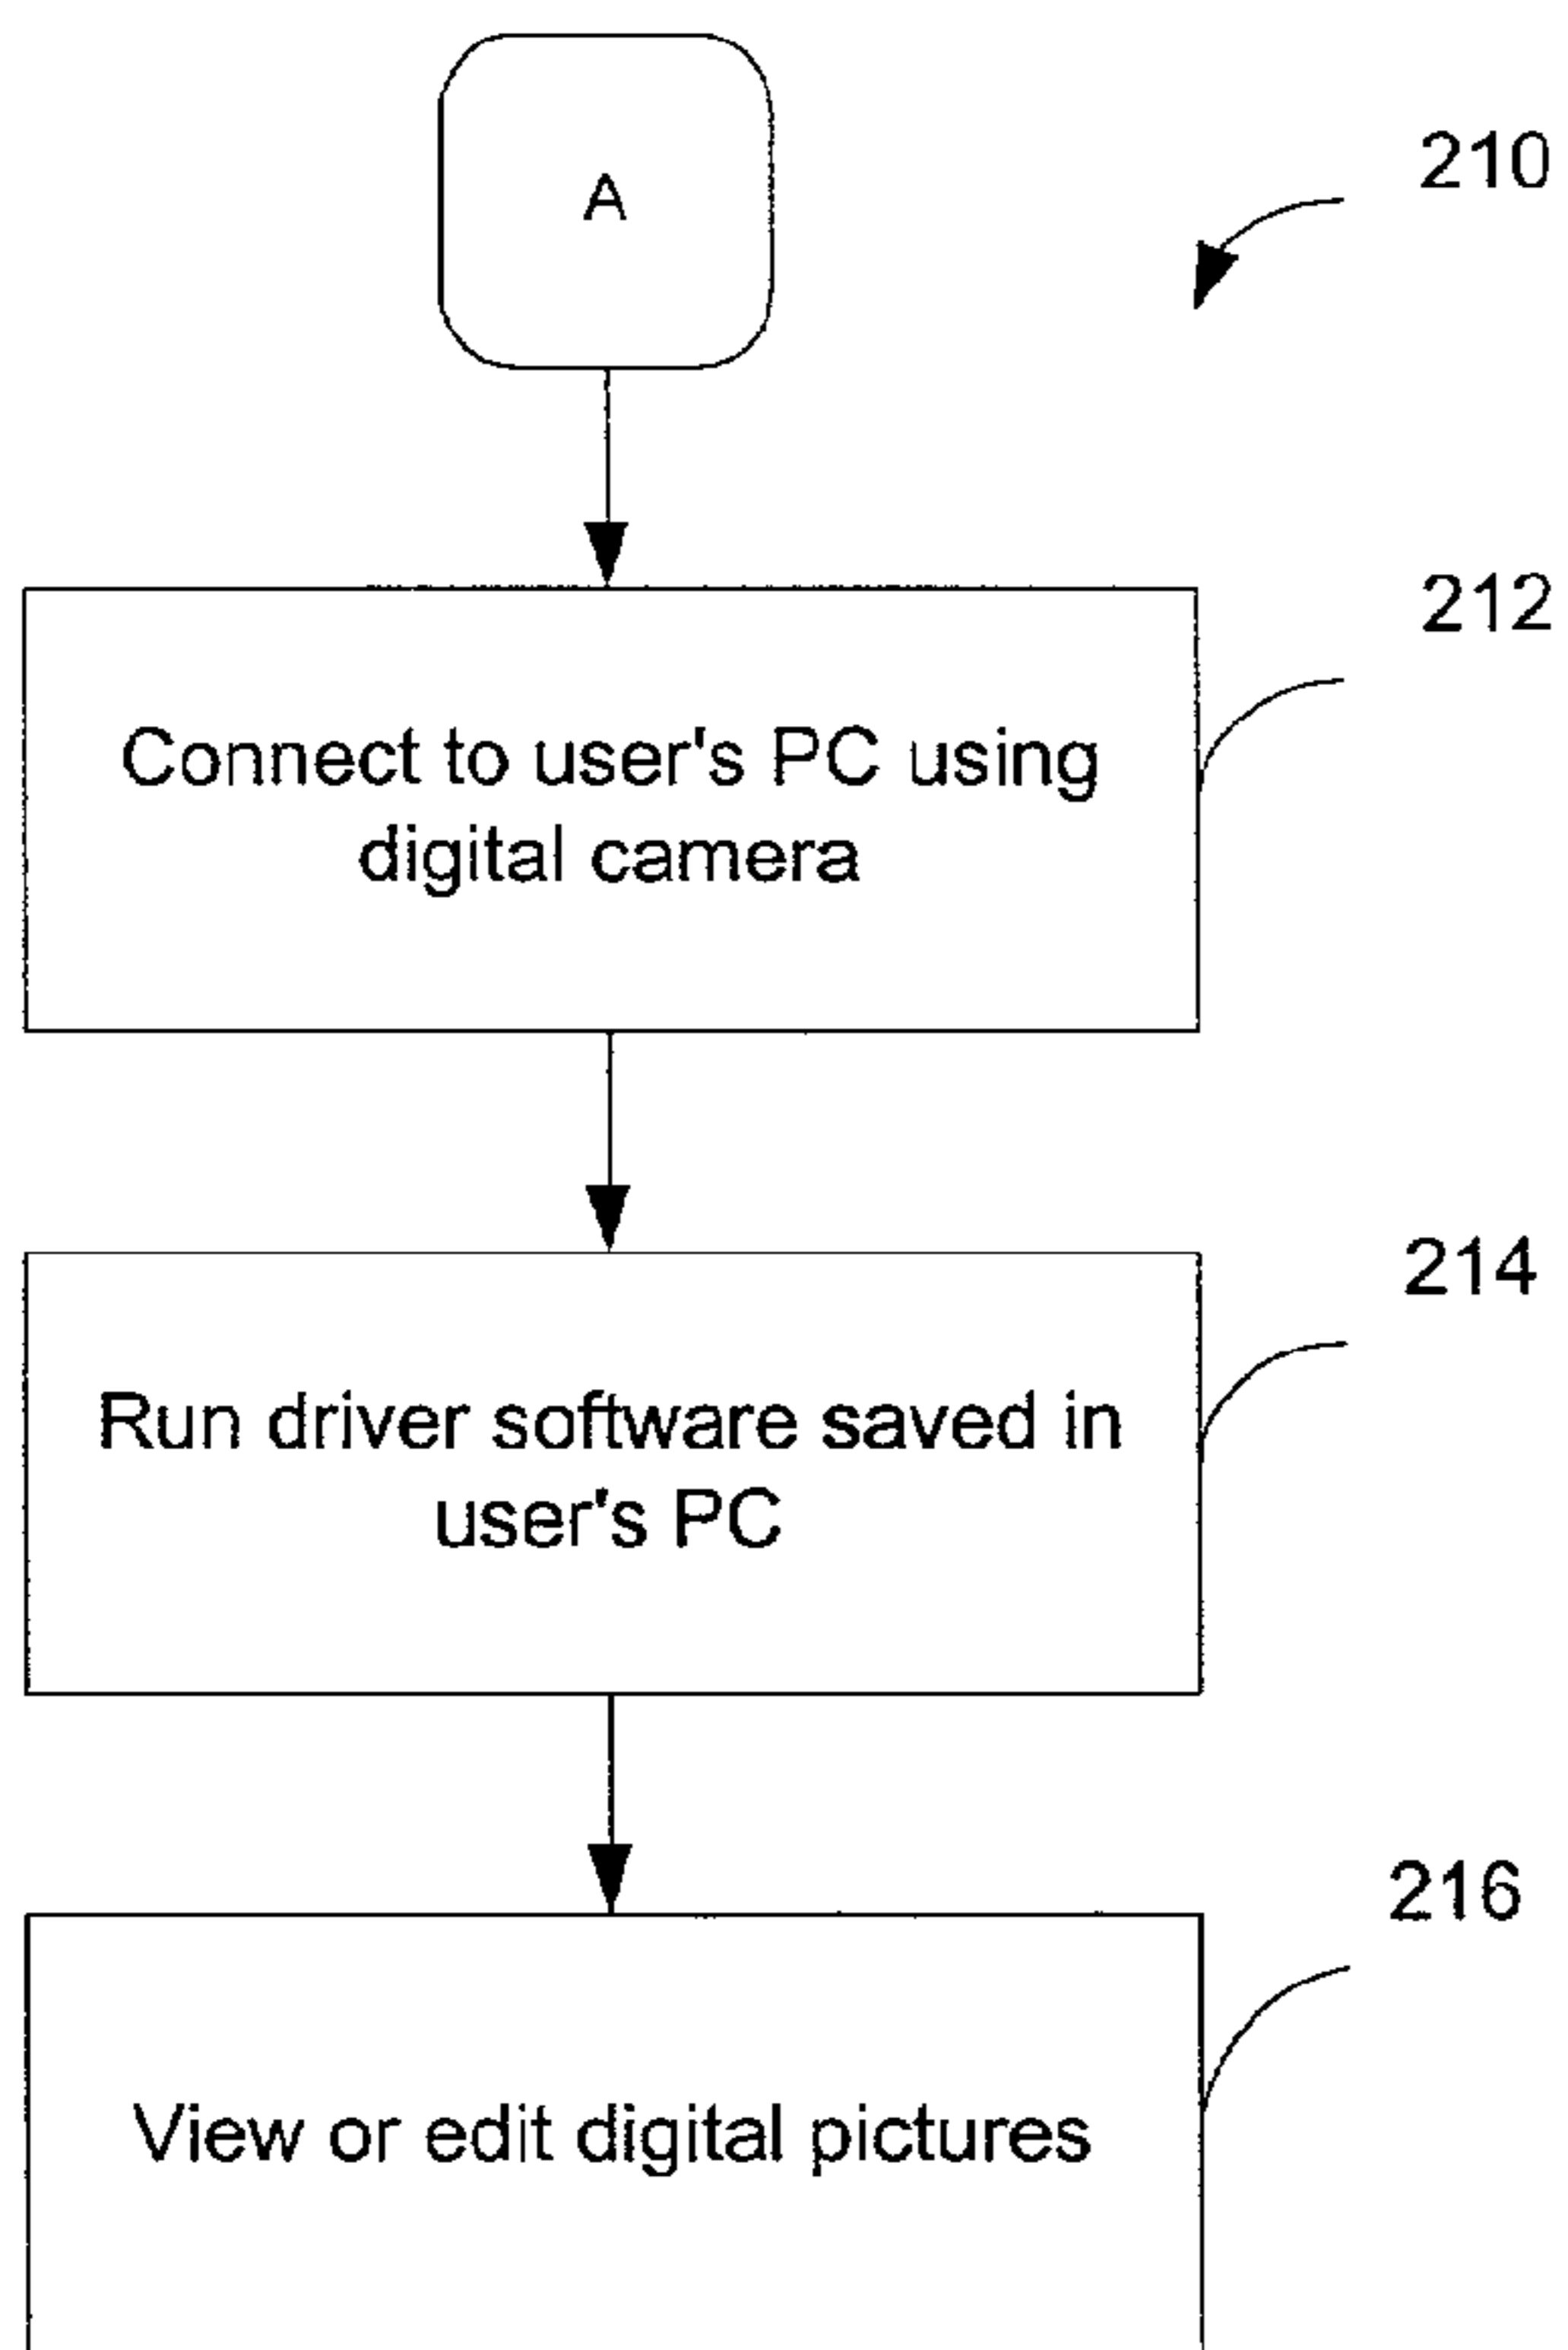 A
210
212
Connect to user's PC using
digital camera
214
Run driver software saved in
user's PC
216
View or edit digital pictures